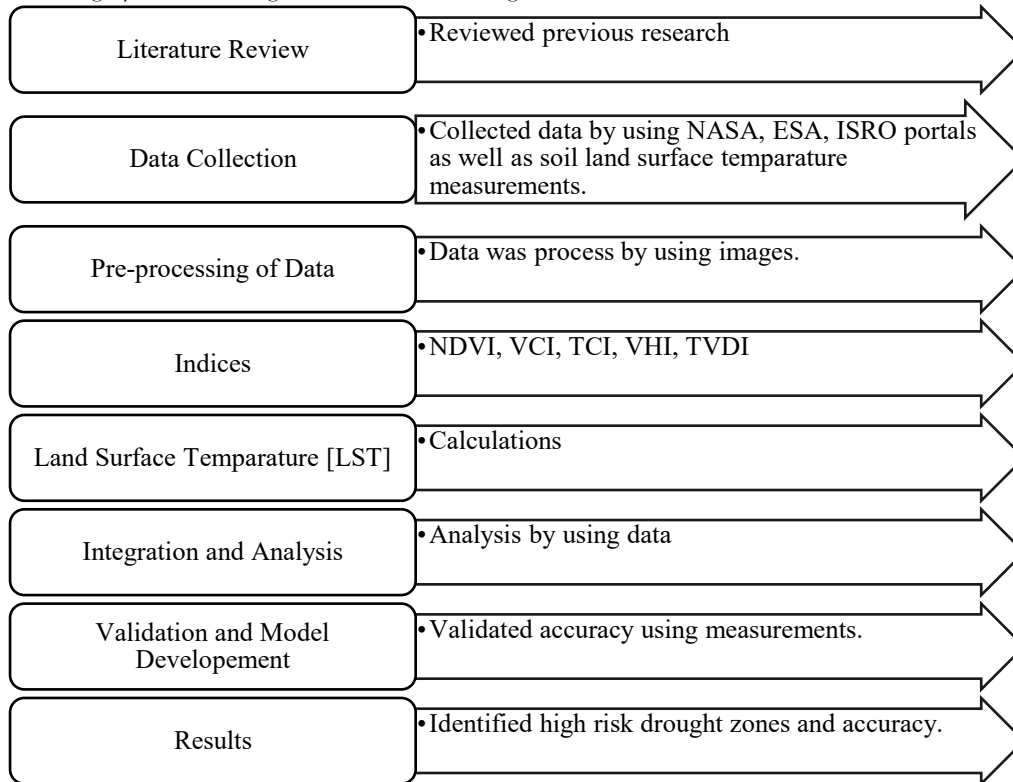 Literature Review
•Reviewed previous research
Data Collection
•Collected data by using NASA, ESA, ISRO portals
as well as soil land surface temparature
measurements.
Pre-processing of Data
•Data was process by using images.
Indices
•NDVI, VCI, TCI, VHI, TVDI
Land Surface Temparature [LST]
•Calculations
Integration and Analysis
•Analysis by using data
Validation and Model
Developement
•Validated accuracy using measurements.
Results
•Identified high risk drought zones and accuracy.